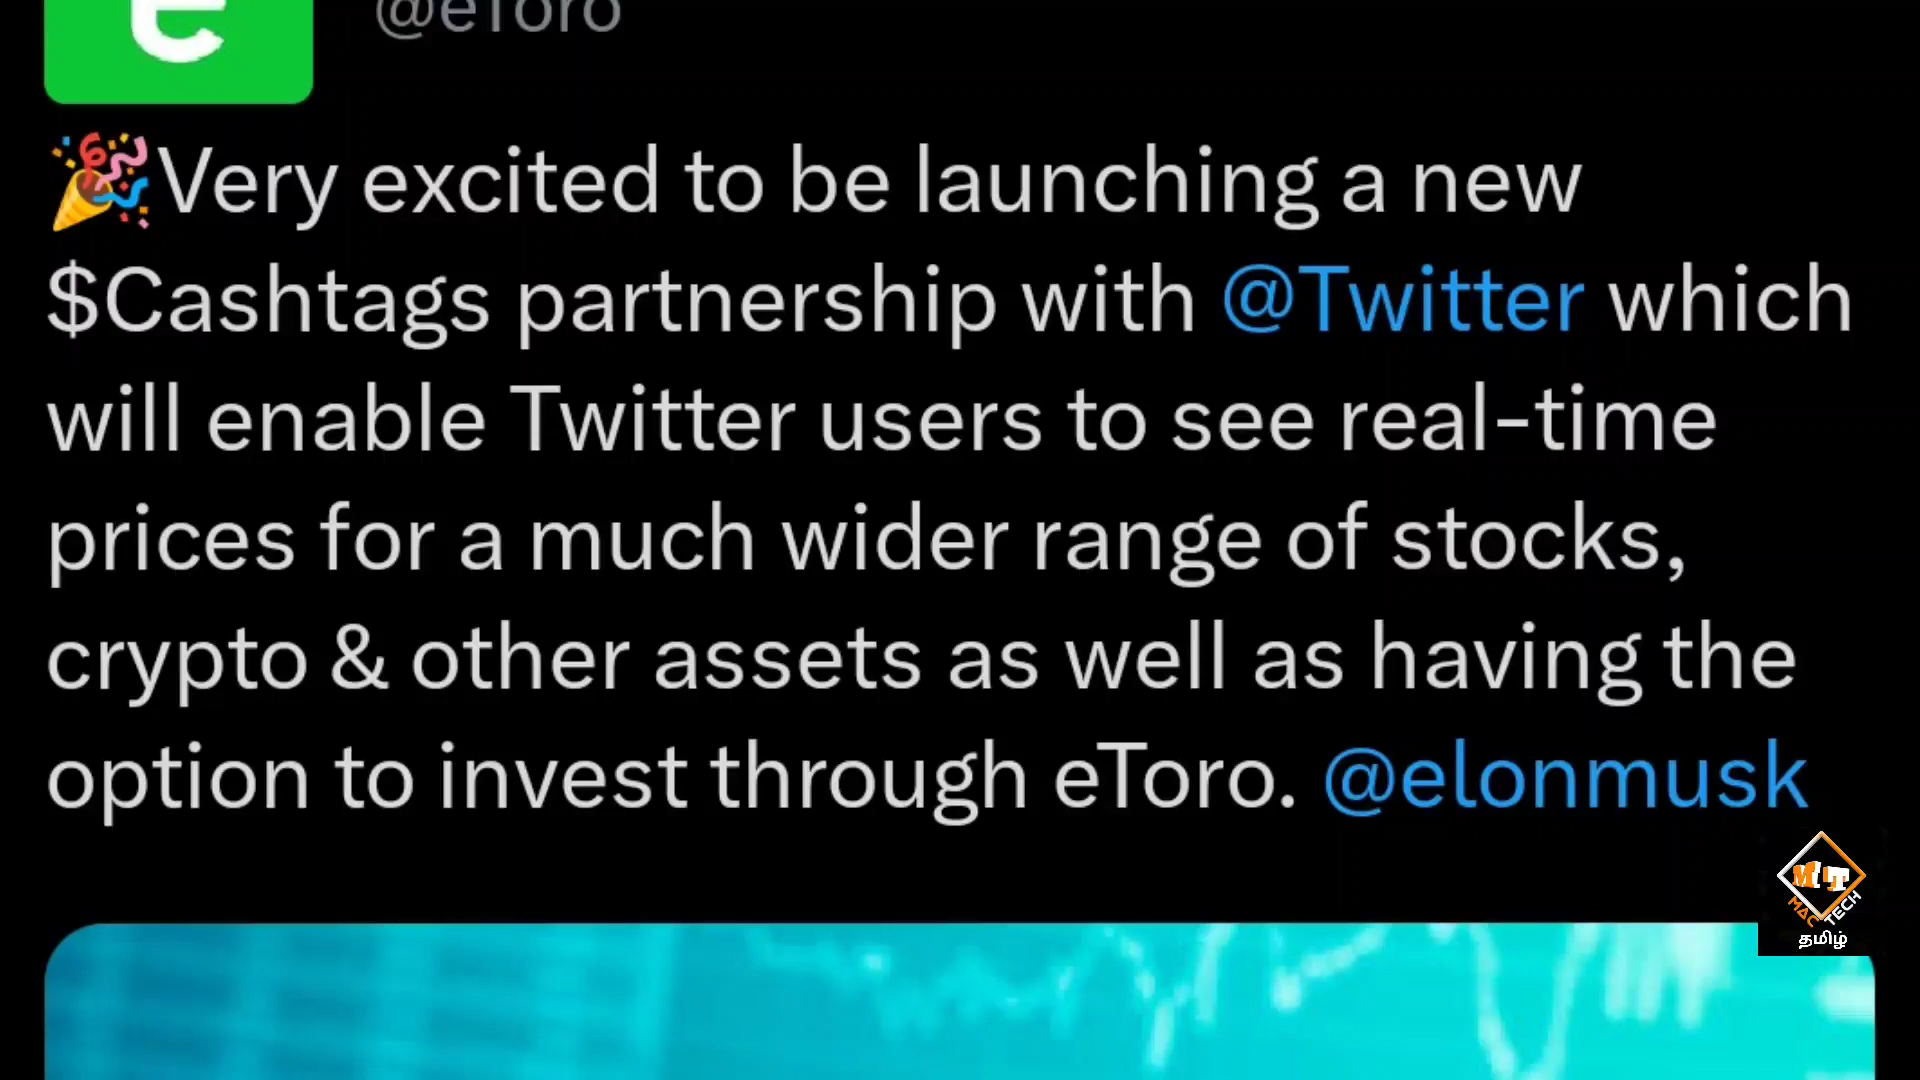 @eToro
🎉Very excited to be launching a new
$Cashtags partnership with @Twitter which
will enable Twitter users to see real-time
prices for a much wider range of stocks,
crypto & other assets as well as having the
option to invest through eToro. @elonmusk
MT
MAC TECH
தமிழ்